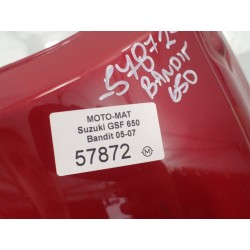 57872
BANDIT
650
MOTO-MAT
Suzuki GSF 650
Bandit 05-07
57872
M